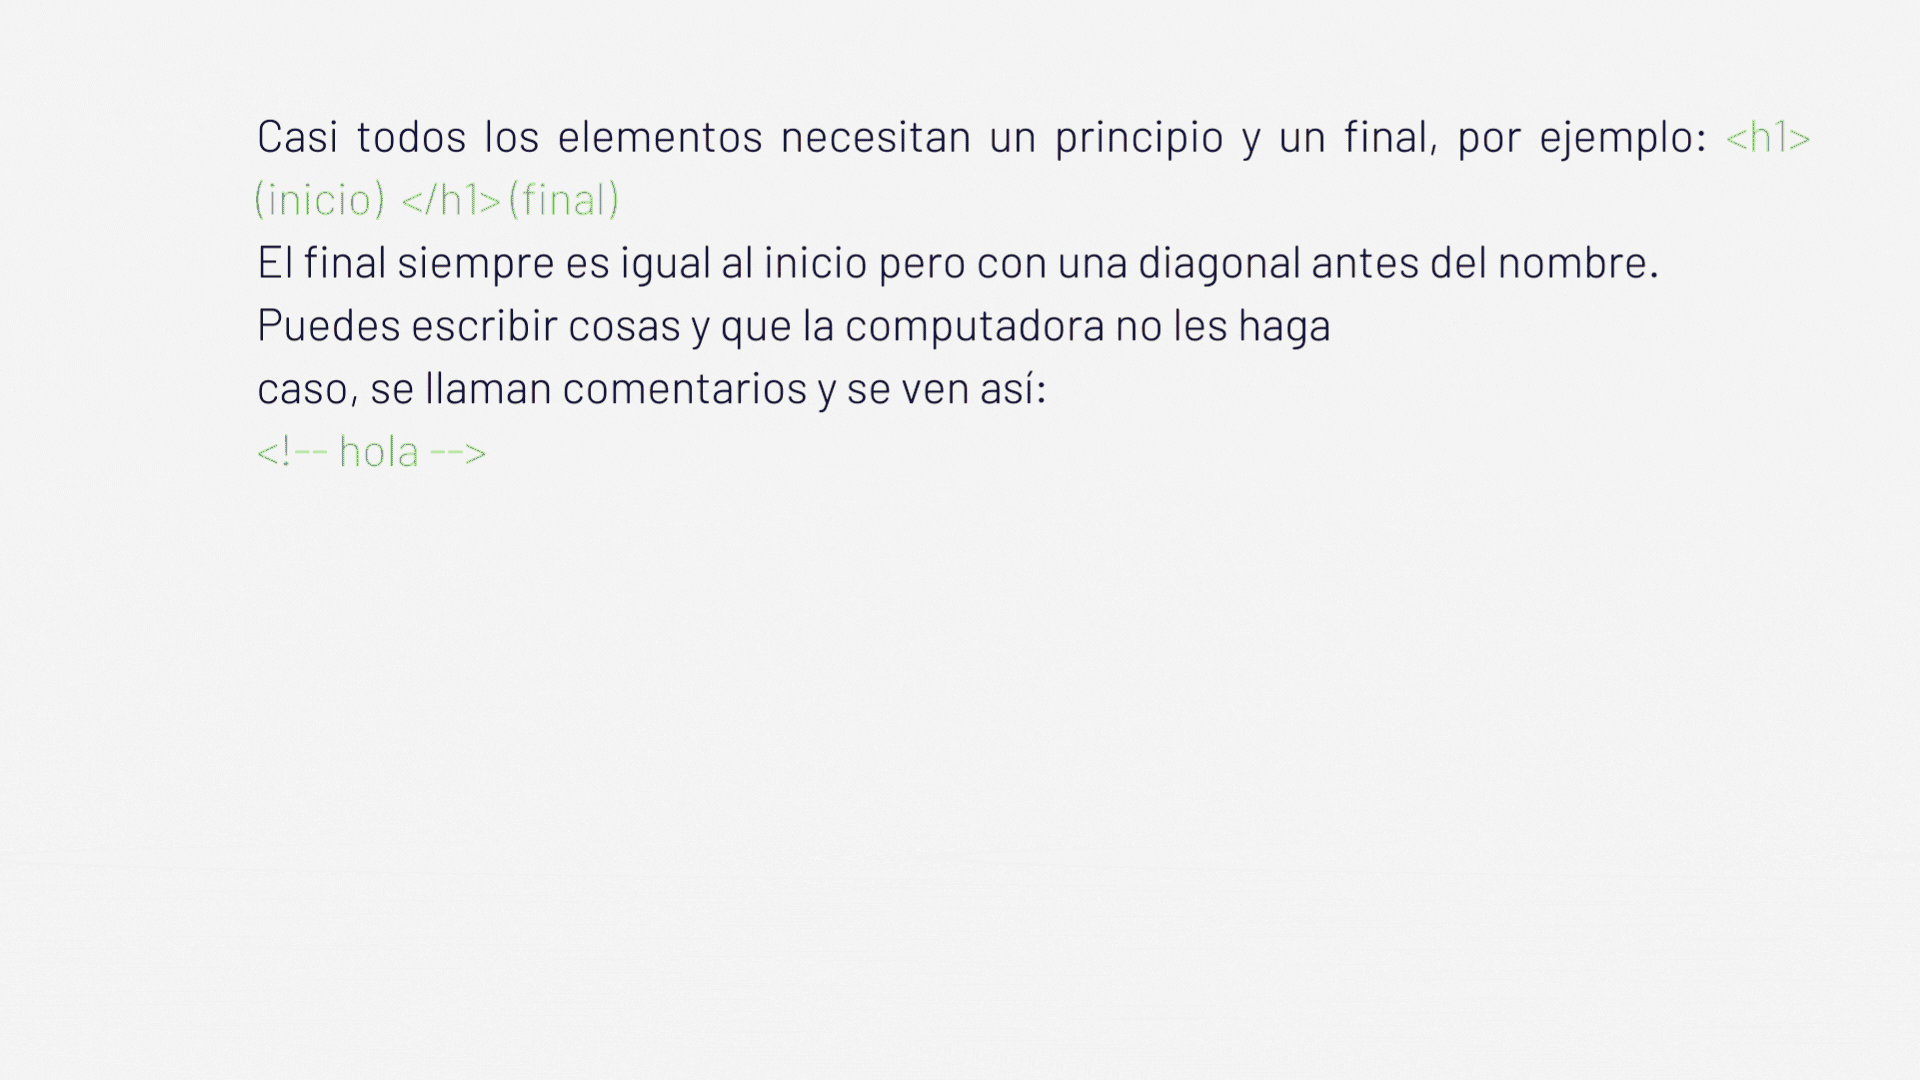 Casi todos los elementos necesitan un principio y un final, por ejemplo: <h1>
(inicio) </h1>(final)
El final siempre es igual al inicio pero con una diagonal antes del nombre.
Puedes escribir cosas y que la computadora no les haga
caso, se llaman comentarios y se ven así:
<!-- hola -->